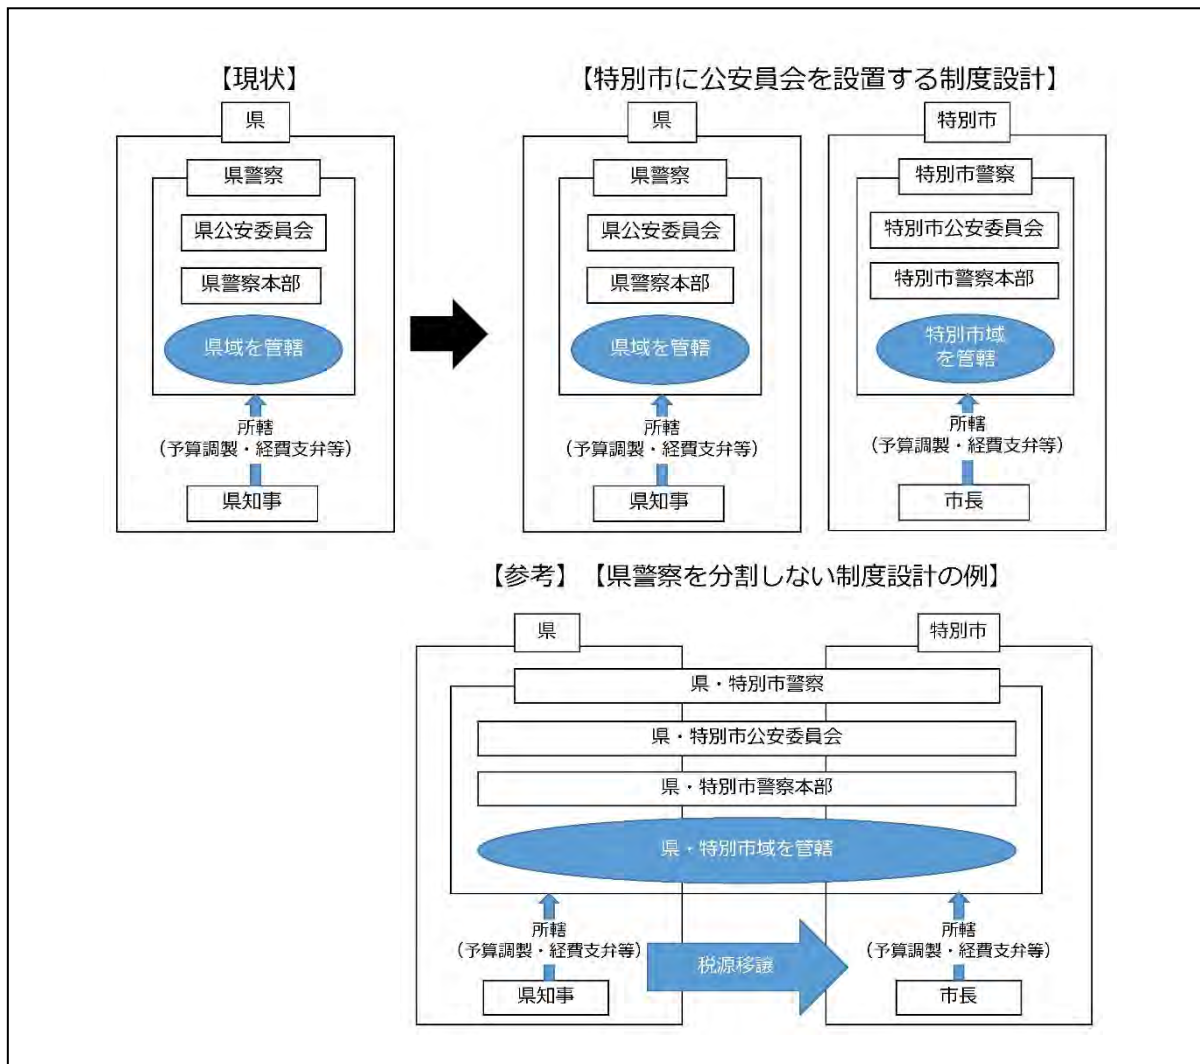 【現状】
県
県警察
県公安委員会
県警察本部
県域を管轄
所轄
（予算調製・経費支弁等）
県知事
【特別市に公安員会を設置する制度設計】
県
県警察
県公安委員会
県警察本部
県域を管轄
所轄
（予算調製・経費支弁等）
県知事
特別市
特別市警察
特別市公安委員会
特別市警察本部
特別市域
を管轄
所轄
（予算調製・経費支弁等）
市長
【参考】【県警察を分割しない制度設計の例】
県
特別市
県・特別市警察
県・特別市公安委員会
県・特別市警察本部
県・特別市域を管轄
所轄
（予算調製・経費支弁等）
県知事
税源移譲
所轄
（予算調製・経費支弁等）
市長